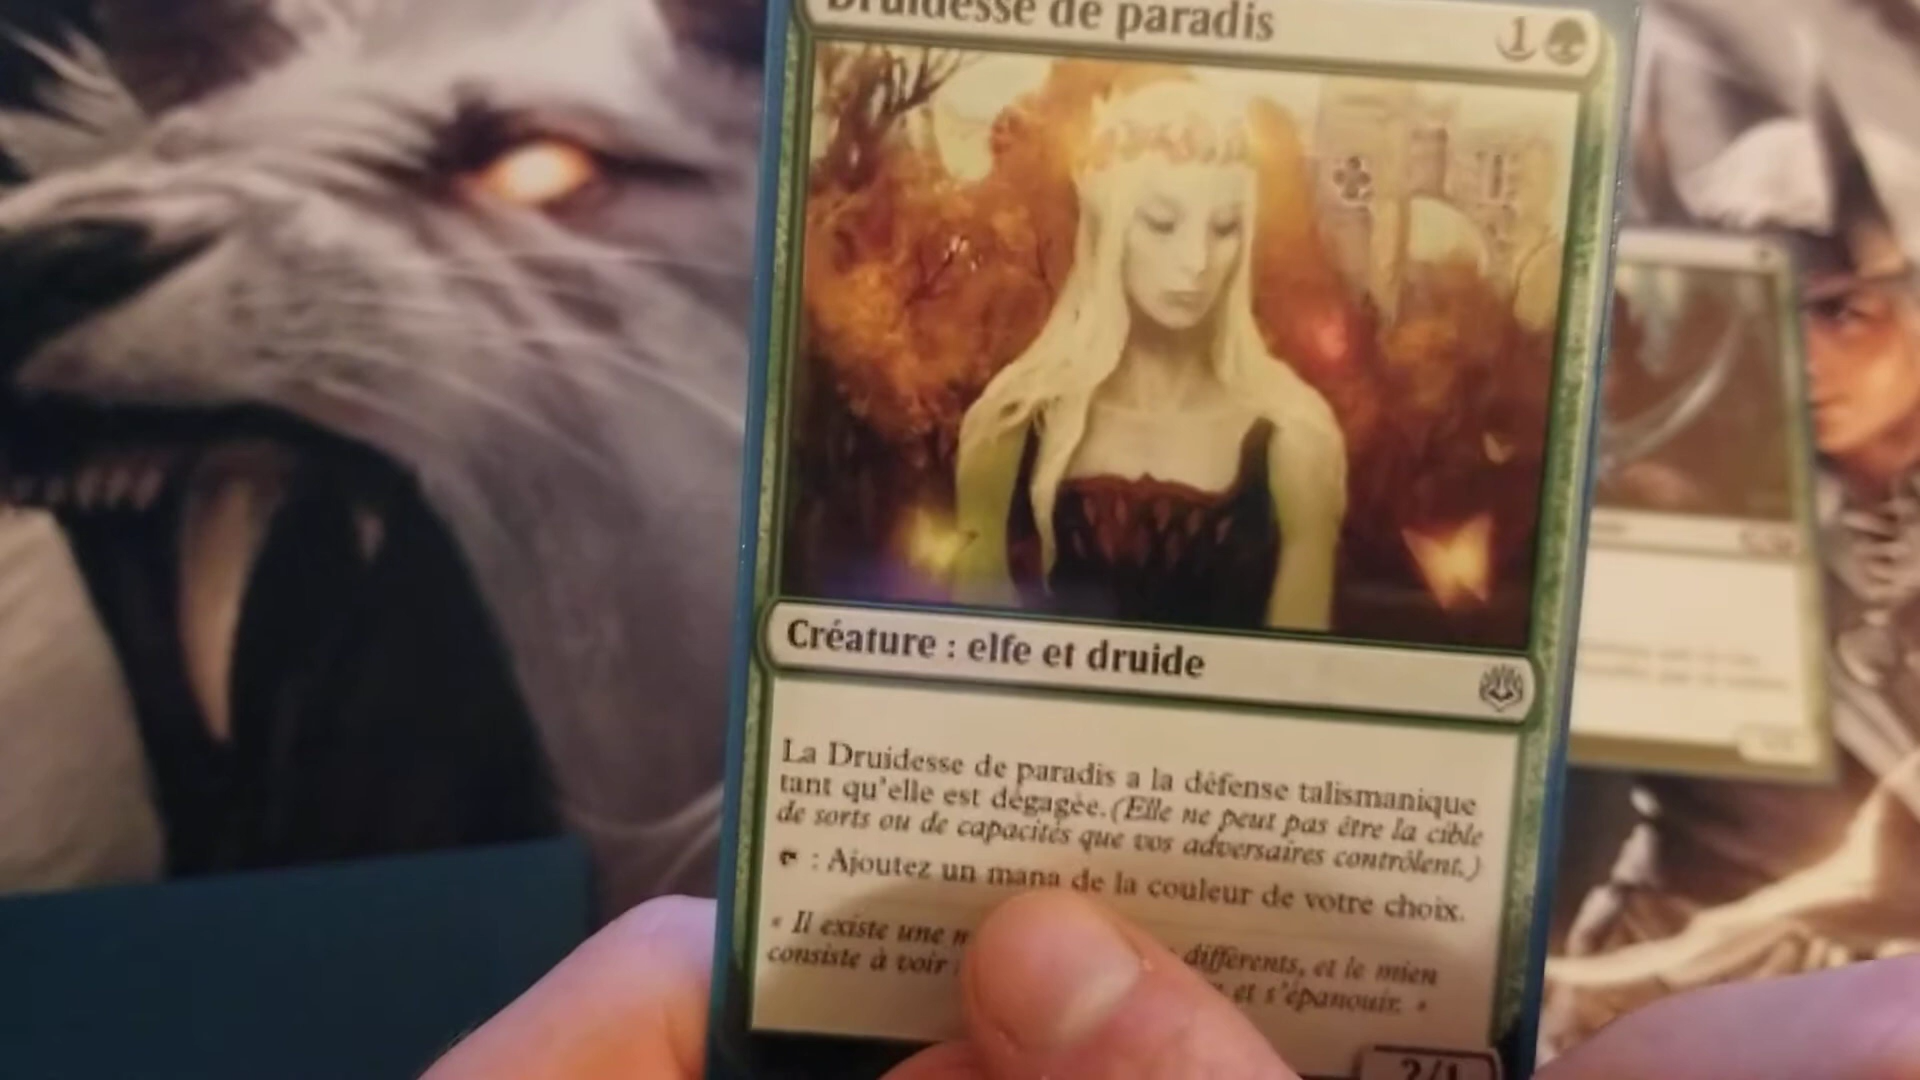 Druidesse de paradis 1
Créature : elfe et druide
La Druidesse de paradis a la défense talismanique
tant qu'elle est dégagée. (Elle ne peut pas être la cible
de sorts ou de capacités que vos adversaires contrôlent.)
: Ajoutez un mana de la couleur de votre choix.
« Il existe une différents, et le mien
consiste à voir et s'épanouir. »
2/1